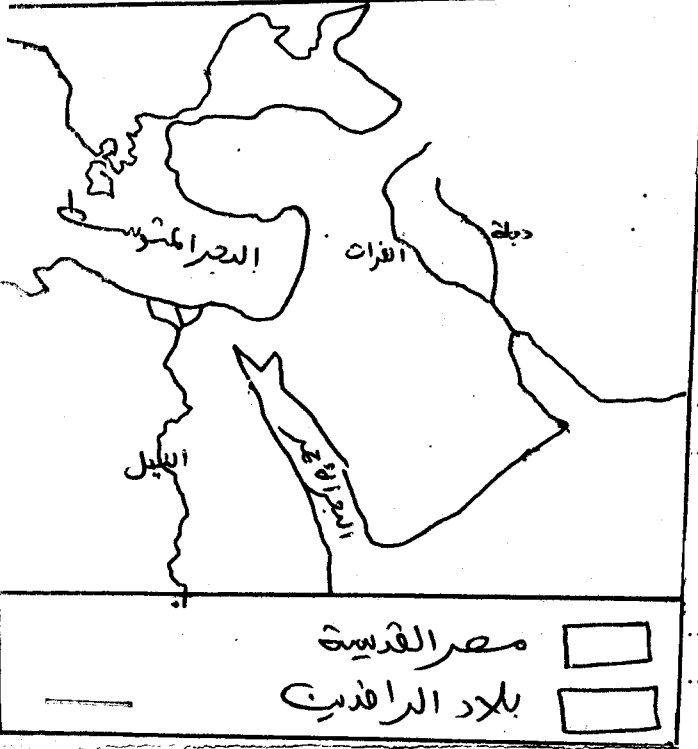 البحر المتوسط
الفرات
دجلة
النيل
البحر الأحمر
مصر القديمة
بلاد الرافدين